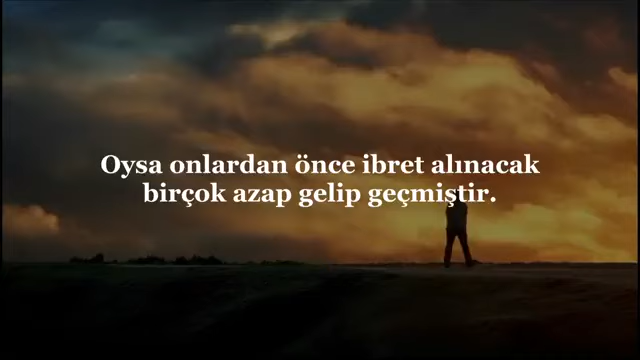 Oysa onlardan önce ibret alınacak
birçok azap gelip geçmiştir.